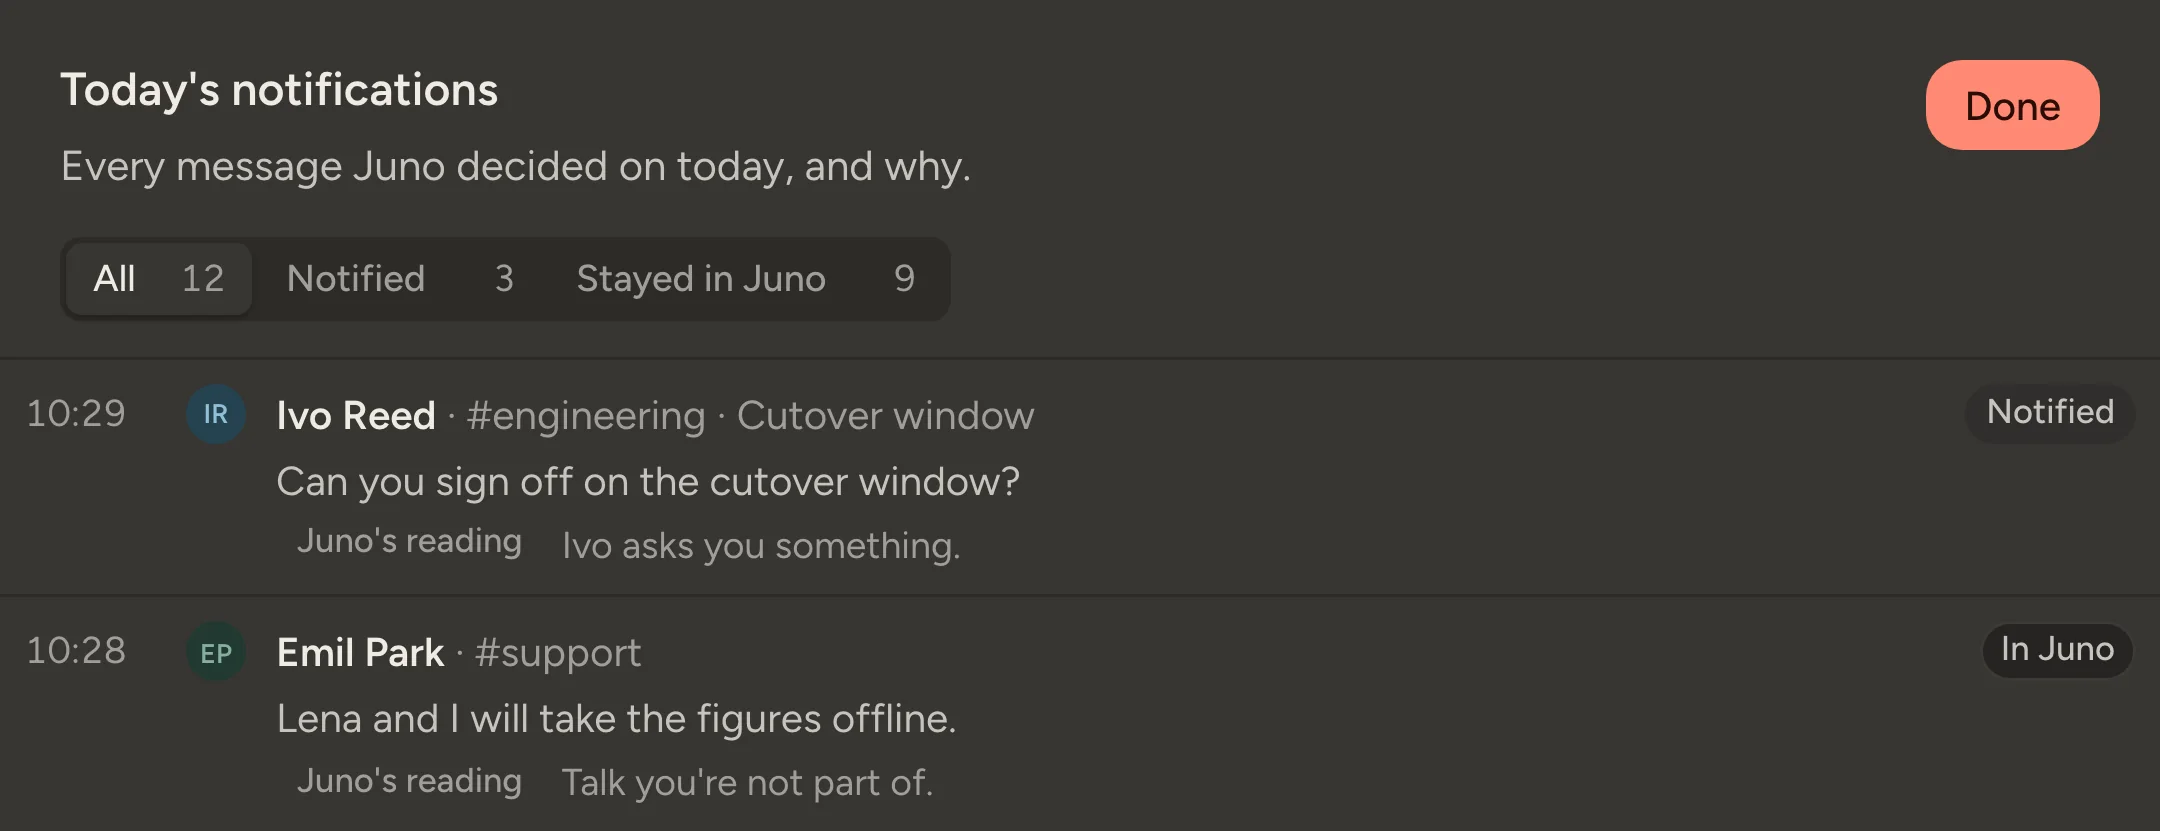 Today's notifications
Done
Every message Juno decided on today, and why.
All 12 Notified 3 Stayed in Juno 9
10:29 IR Ivo Reed · #engineering · Cutover window Notified
Can you sign off on the cutover window?
Juno's reading Ivo asks you something.
10:28 EP Emil Park · #support In Juno
Lena and I will take the figures offline.
Juno's reading Talk you're not part of.